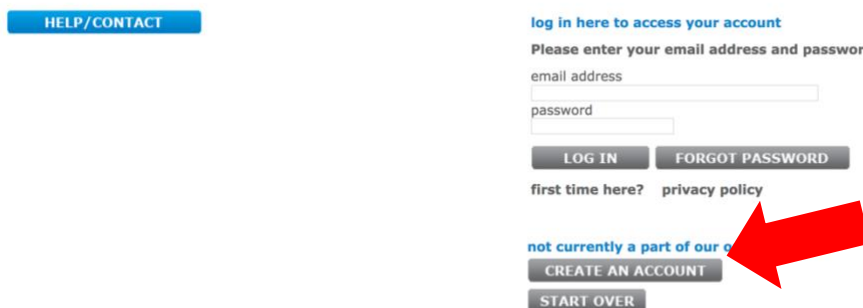 HELP/CONTACT
log in here to access your account
Please enter your email address and
email address
password
LOG IN FORGOT PASSWORD
first time here? privacy policy
not currently a part of our
CREATE AN ACCOUNT
START OVER